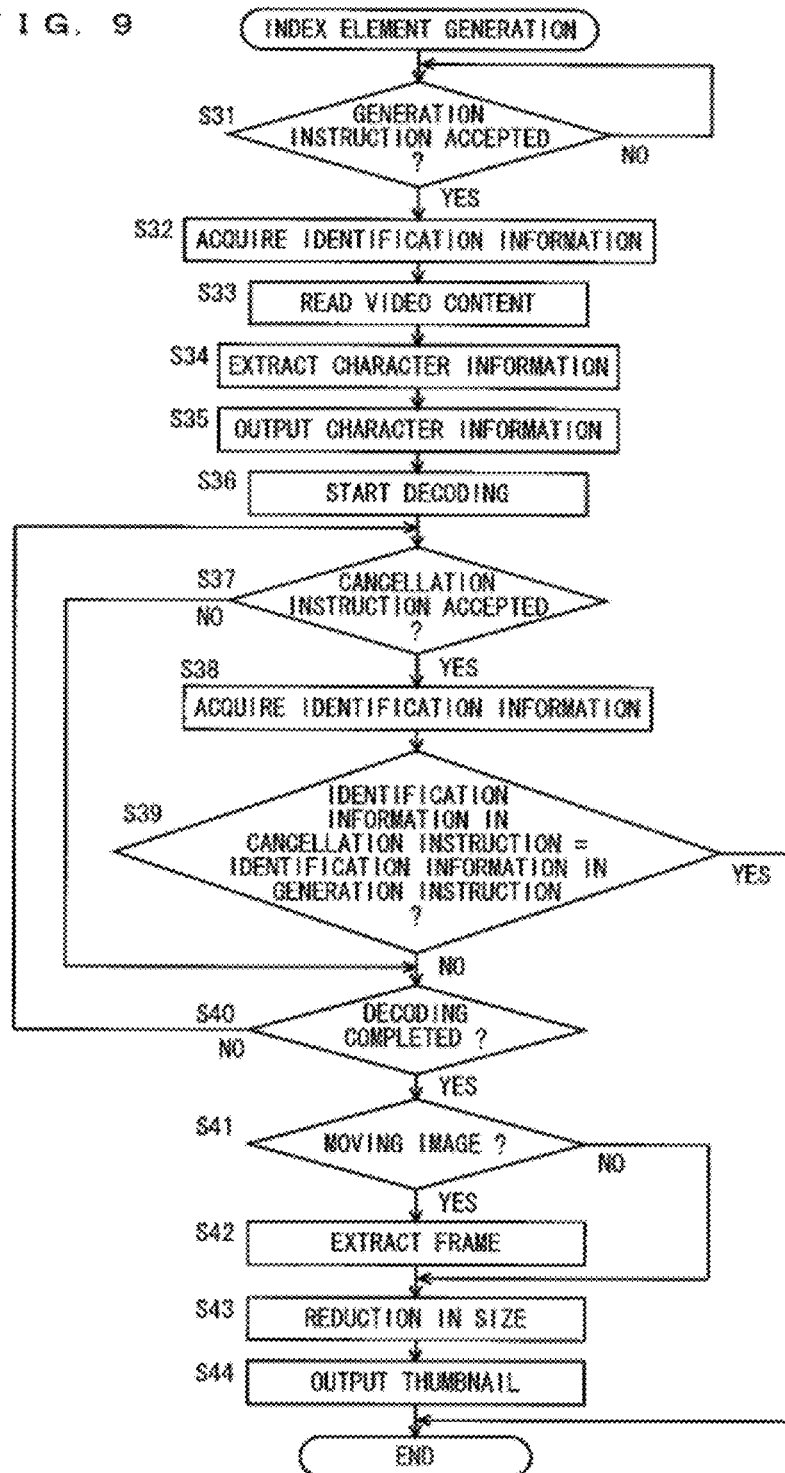 F I G. 9
INDEX ELEMENT GENERATION
S31
GENERATION
INSTRUCTION ACCEPTED
?
NO
YES
S32
ACQUIRE IDENTIFICATION INFORMATION
S33
READ VIDEO CONTENT
S34
EXTRACT CHARACTER INFORMATION
S35
OUTPUT CHARACTER INFORMATION
S36
START DECODING
S37
CANCELLATION
INSTRUCTION ACCEPTED
?
NO
YES
S38
ACQUIRE IDENTIFICATION INFORMATION
S39
IDENTIFICATION
INFORMATION IN
CANCELLATION INSTRUCTION =
IDENTIFICATION INFORMATION IN
GENERATION INSTRUCTION
?
YES
NO
S40
DECODING
COMPLETED ?
NO
YES
S41
MOVING IMAGE ?
NO
YES
S42
EXTRACT FRAME
S43
REDUCTION IN SIZE
S44
OUTPUT THUMBNAIL
END